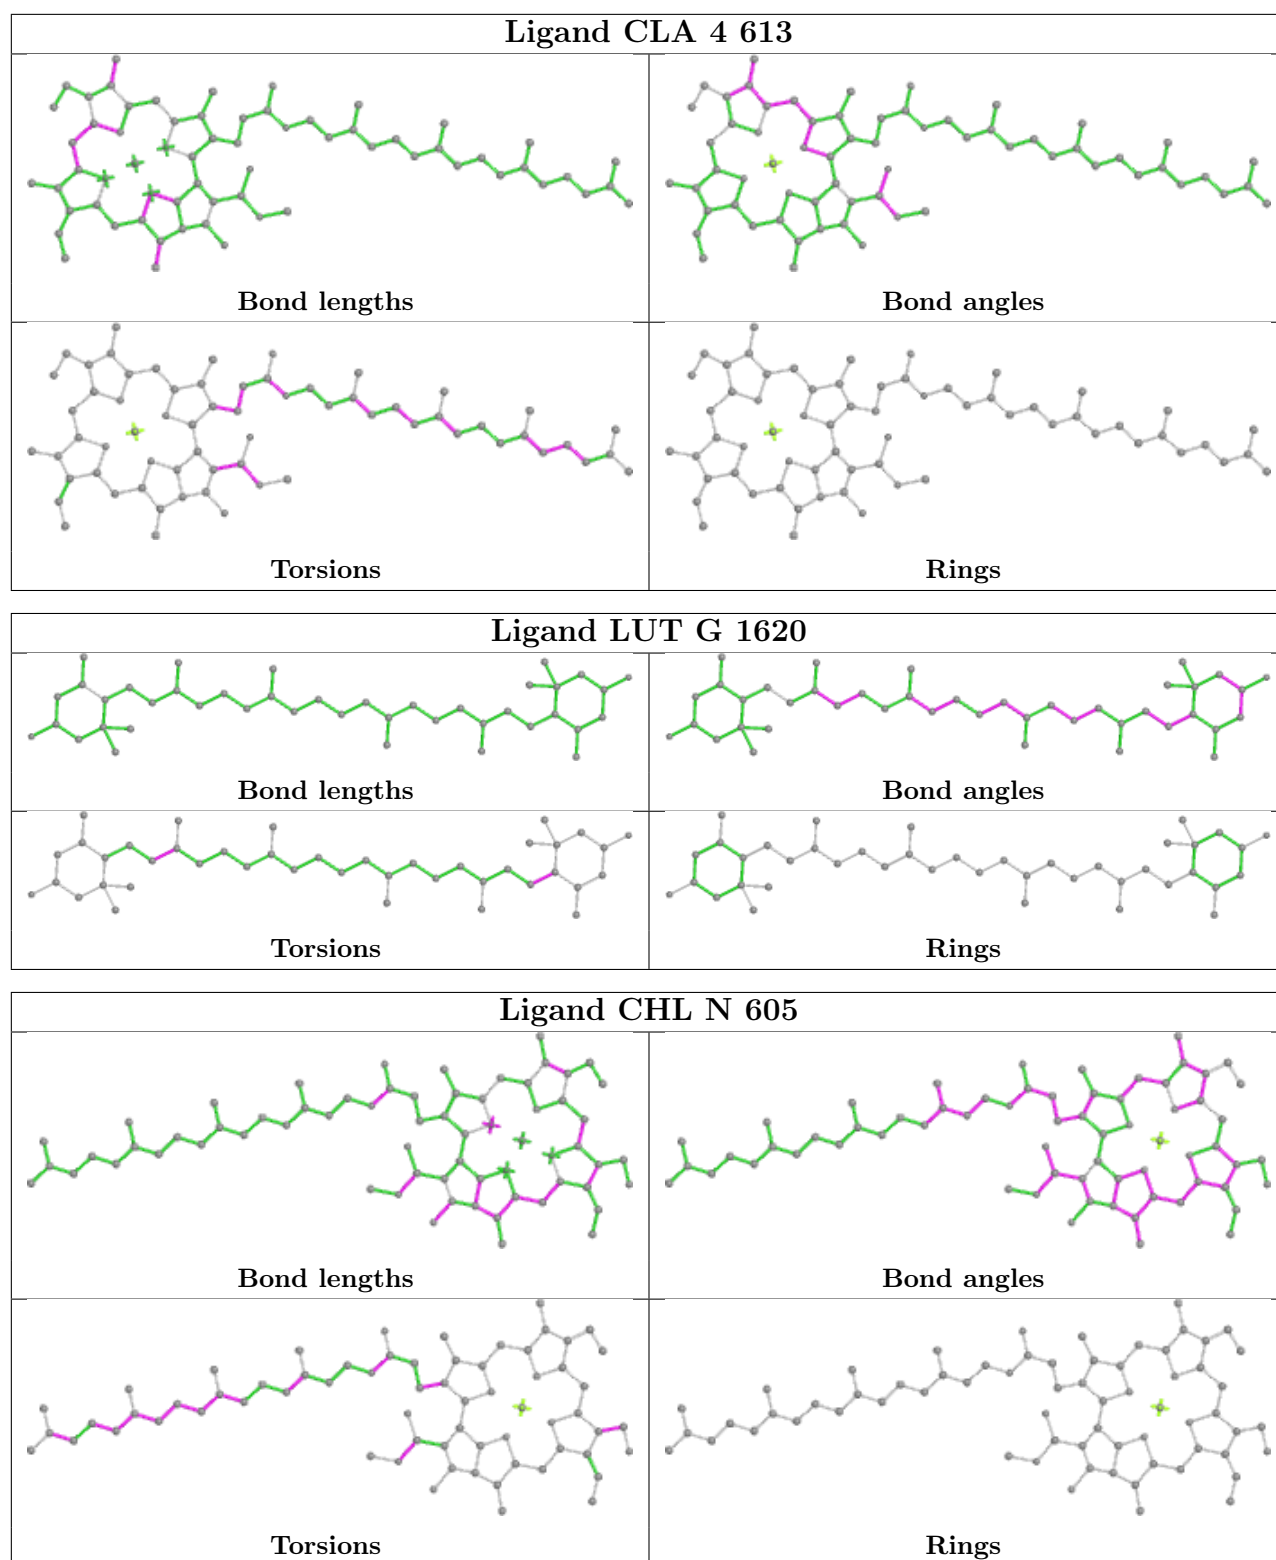 Ligand CLA 4 613
Bond lengths
Bond angles
Torsions
Rings
Ligand LUT G 1620
Bond lengths
Bond angles
Torsions
Rings
Ligand CHL N 605
Bond lengths
Bond angles
Torsions
Rings